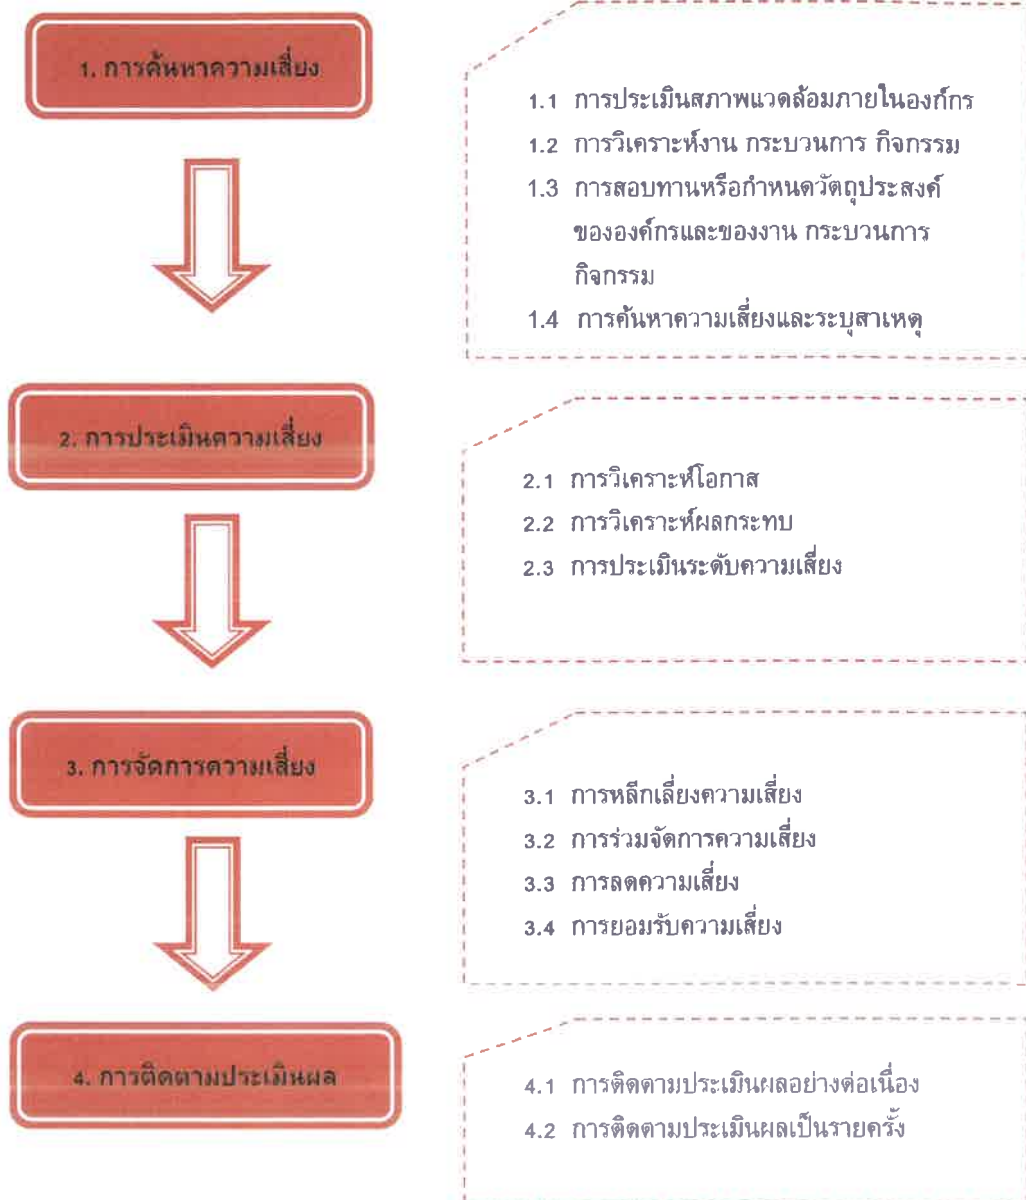 1. การค้นหาความเสี่ยง
1.1 การประเมินสภาพแวดล้อมภายในองก์กร
1.2 การวิเคราะห์งาน กระบวนการ กิจกรรม
1.3 การสอบทานหรือกำหนดวัตถุประสงค์
ขององค์กรและของงาน กระบวนการ
กิจกรรม
1.4 การค้นหาความเสี่ยงและระบุสาเหตุ
2. การประเมินความเสี่ยง
2.1 การวิเคราะห์โอกาส
2.2 การวิเคราะห์ผลกระทบ
2.3 การประเมินระดับความเสี่ยง
3. การจัดการความเสี่ยง
3.1 การหลีกเลี่ยงความเสี่ยง
3.2 การร่วมจัดการความเสี่ยง
3.3 การลดความเสี่ยง
3.4 การยอมรับความเสี่ยง
4. การติดตามประเมินผล
4.1 การติดตามประเมินผลอย่างต่อเนื่อง
4.2 การติดตามประเมินผลเป็นรายครั้ง